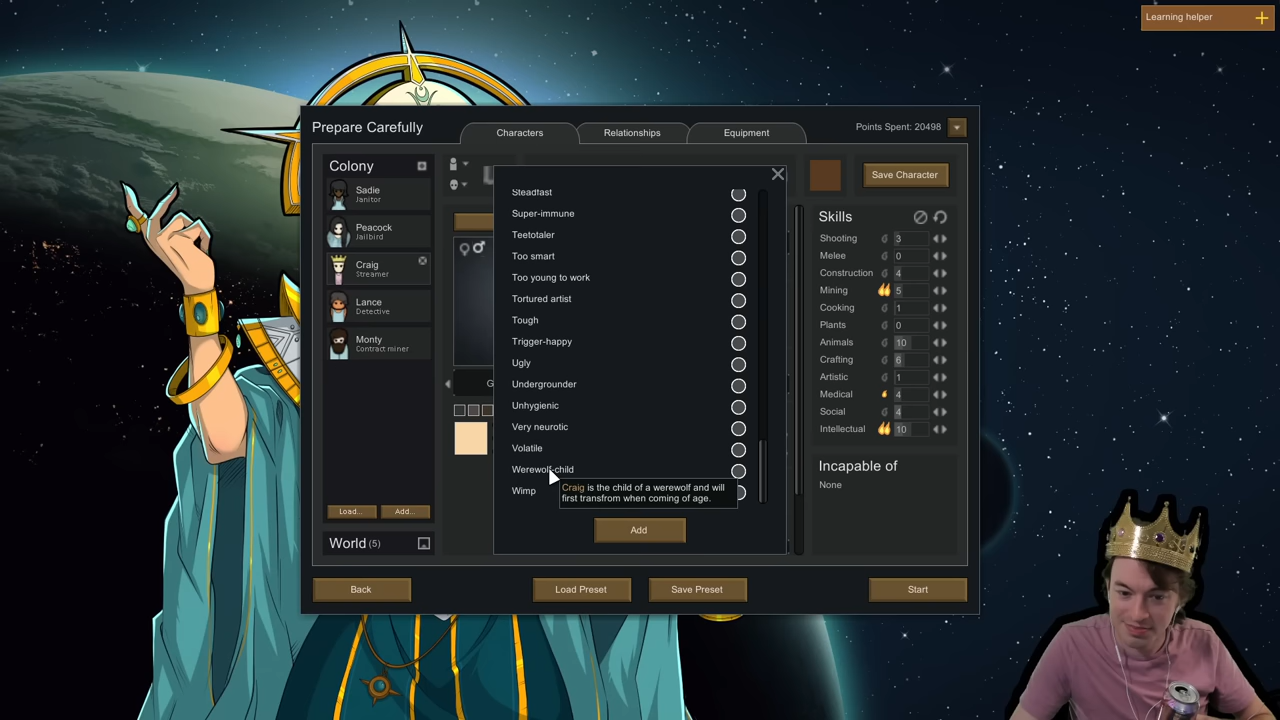 Learning helper
Prepare Carefully
Characters
Relationships
Equipment
Points Spent: 20498
Colony
Sadie
Janitor
Peacock
Jailbird
Craig
Streamer
Lance
Detective
Monty
Contract miner
Load...
Add...
World (5)
G
Steadfast
Super-immune
Teetotaler
Too smart
Too young to work
Tortured artist
Tough
Trigger-happy
Ugly
Undergrounder
Unhygienic
Very neurotic
Volatile
Werewolf child
Wimp
Craig is the child of a werewolf and will
first transfrom when coming of age.
Add
Save Character
Skills
Shooting 3
Melee 0
Construction 4
Mining 5
Cooking 1
Plants 0
Animals 10
Crafting 6
Artistic 1
Medical 4
Social 4
Intellectual 10
Incapable of
None
Back
Load Preset
Save Preset
Start